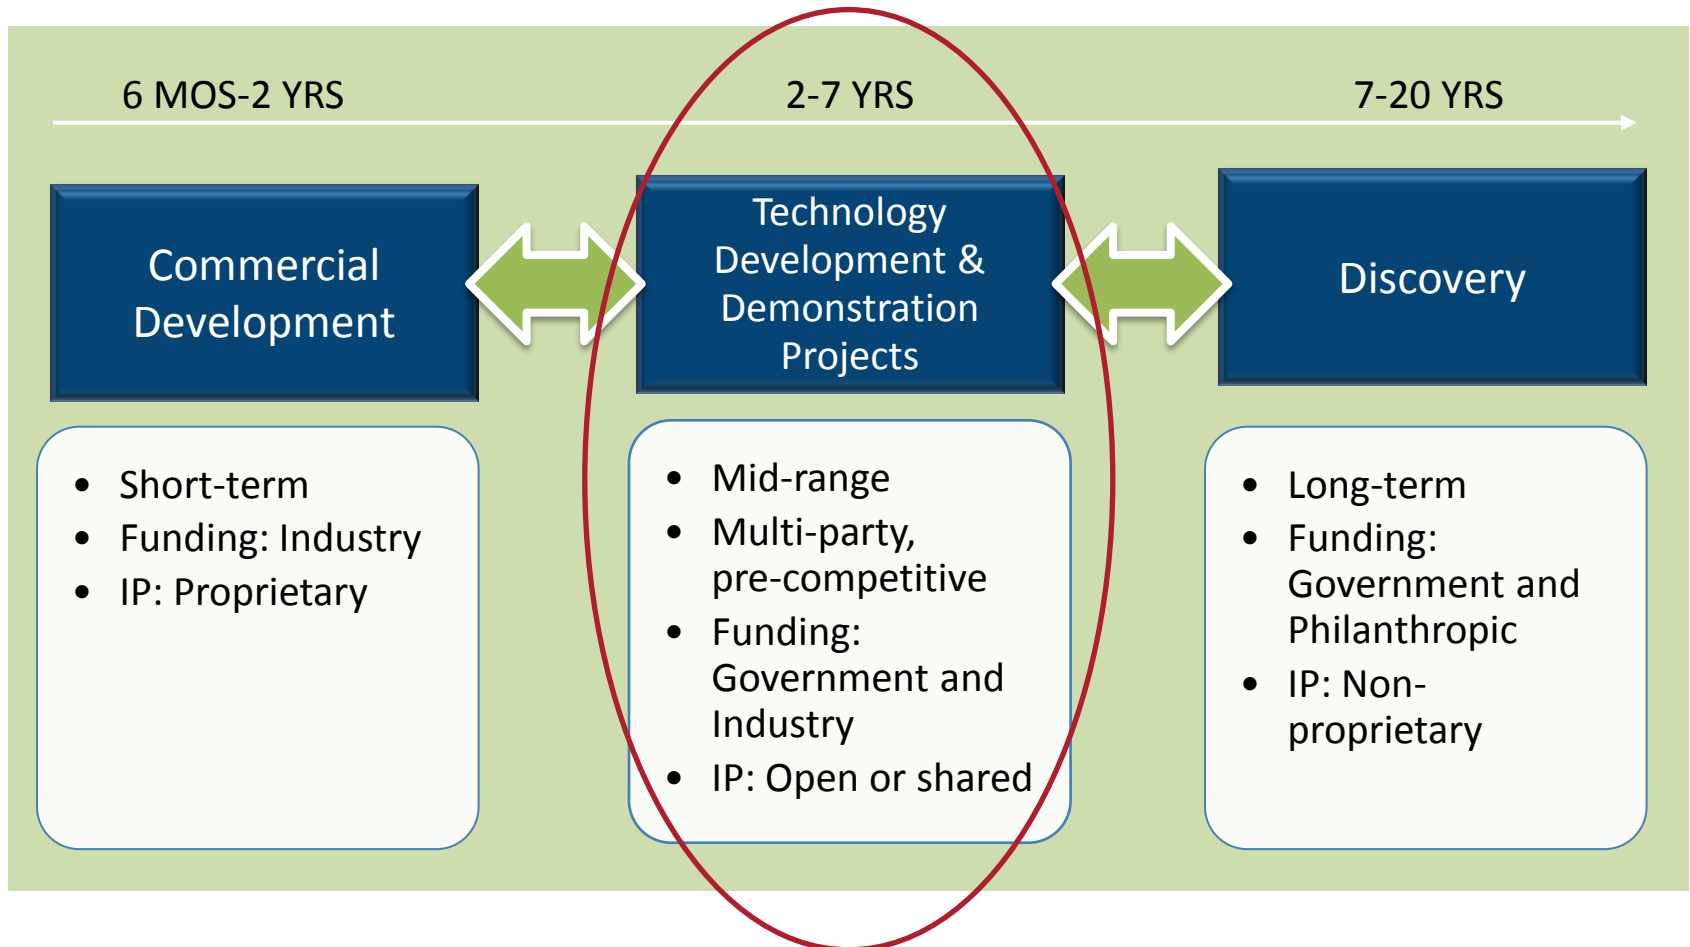 6 MOS-2 YRS
2-7 YRS
7-20 YRS
Commercial
Development
Technology
Development &
Demonstration
Projects
Discovery
• Short-term
• Funding: Industry
• IP: Proprietary
• Mid-range
• Multi-party,
pre-competitive
• Funding:
Government and
Industry
• IP: Open or shared
• Long-term
• Funding:
Government and
Philanthropic
• IP: Non-
proprietary